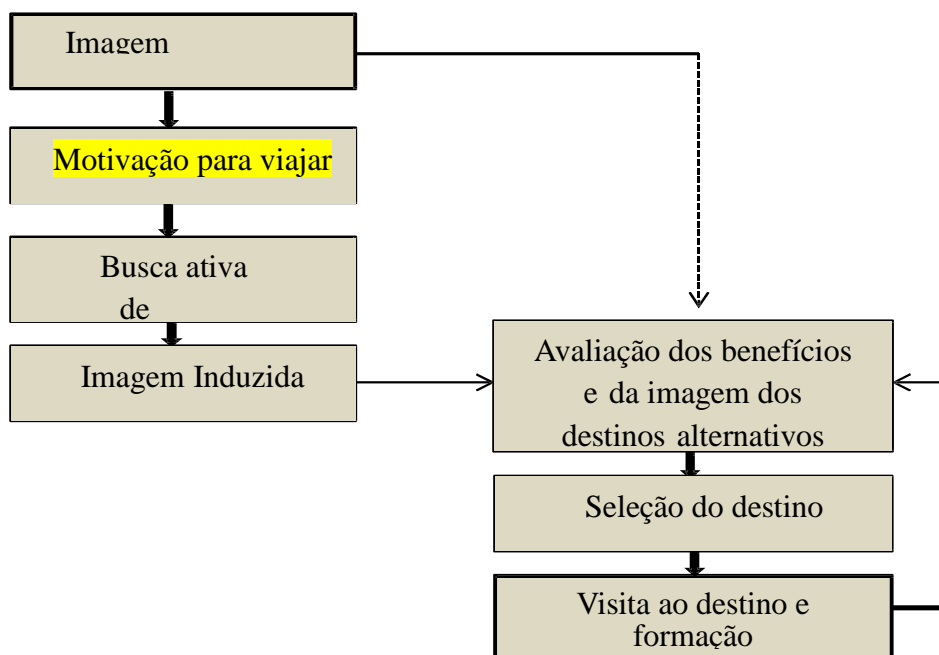 Imagem
Motivação para viajar
Busca ativa
de
Imagem Induzida
Avaliação dos benefícios
e da imagem dos
destinos alternativos
Seleção do destino
Visita ao destino e
formação